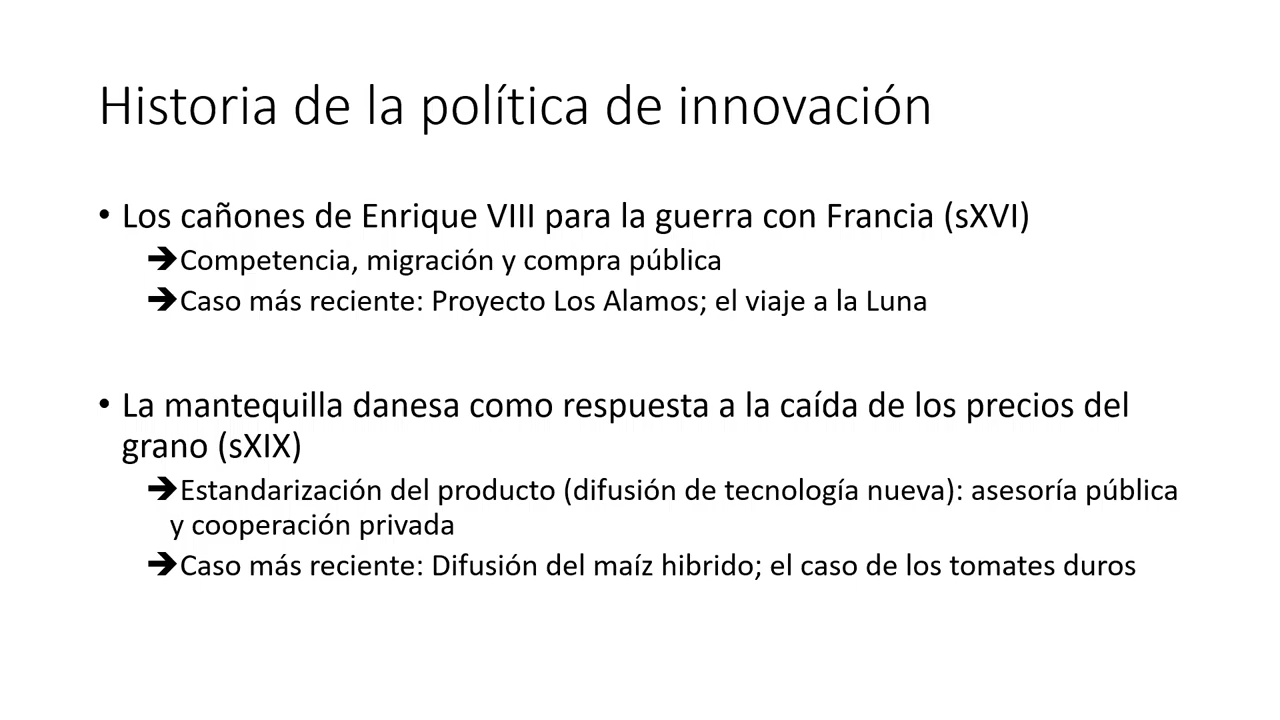 Historia de la política de innovación
• Los cañones de Enrique VIII para la guerra con Francia (sXVI)
➔Competencia, migración y compra pública
➔Caso más reciente: Proyecto Los Alamos; el viaje a la Luna
• La mantequilla danesa como respuesta a la caída de los precios del
grano (sXIX)
➔Estandarización del producto (difusión de tecnología nueva): asesoría pública
y cooperación privada
➔Caso más reciente: Difusión del maíz hibrido; el caso de los tomates duros